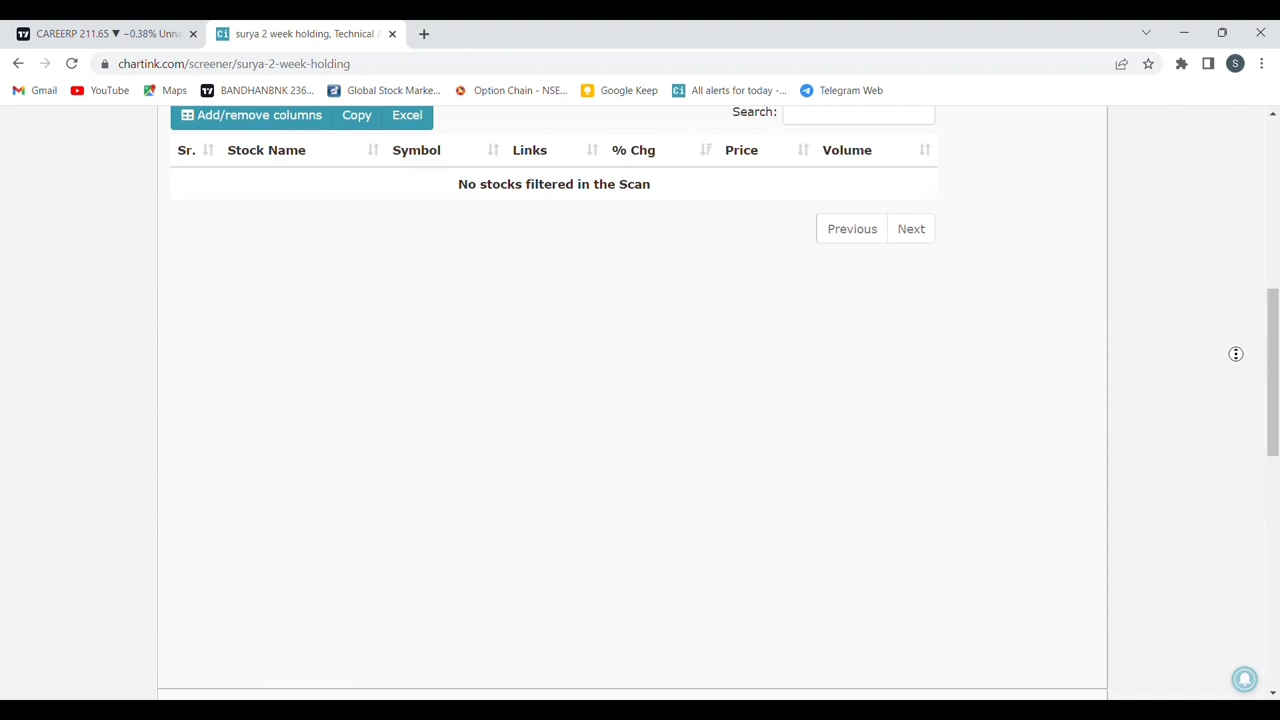 CAREERP 211.65 ▼ −0.38% Unna
surya 2 week holding, Technical A
chartink.com/screener/surya-2-week-holding
S
Gmail
YouTube
Maps
BANDHANBNK 236...
Global Stock Marke...
Option Chain - NSE...
Google Keep
Ci All alerts for today -...
Telegram Web
Add/remove columns Copy Excel
Search:
Sr. Stock Name Symbol Links % Chg Price Volume
No stocks filtered in the Scan
Previous Next